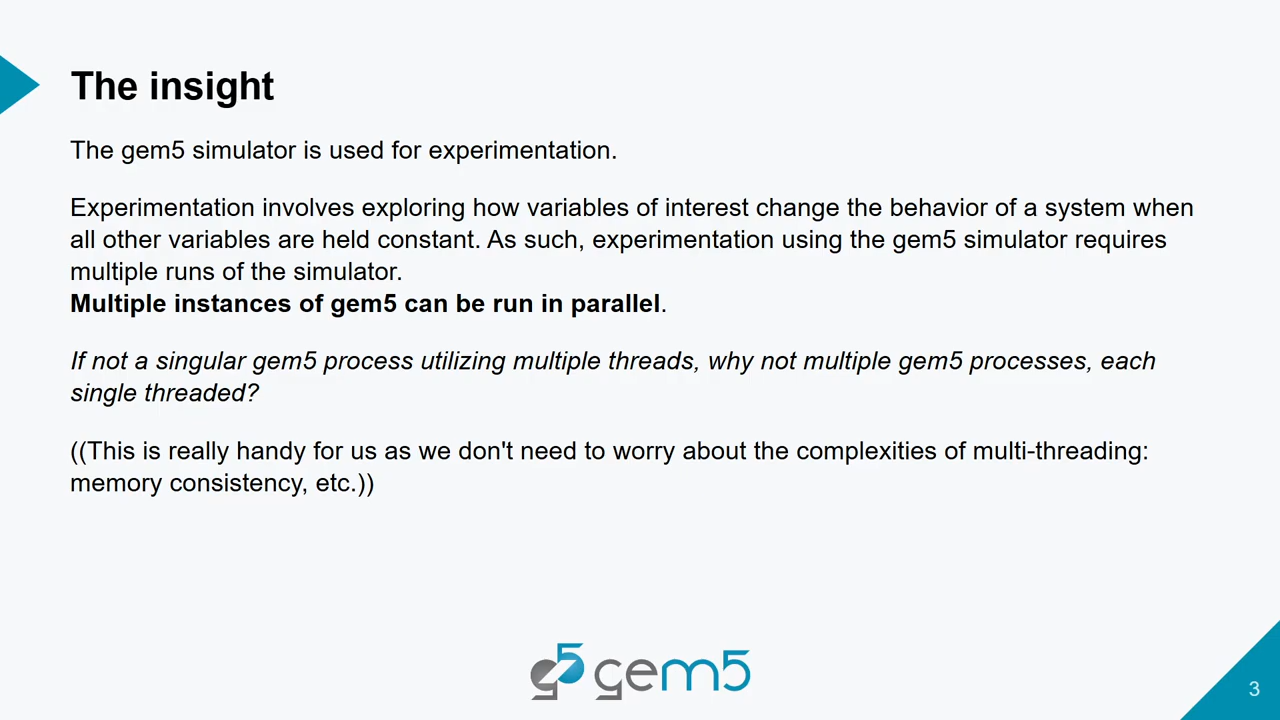 The insight
The gem5 simulator is used for experimentation.
Experimentation involves exploring how variables of interest change the behavior of a system when
all other variables are held constant. As such, experimentation using the gem5 simulator requires
multiple runs of the simulator.
Multiple instances of gem5 can be run in parallel.
If not a singular gem5 process utilizing multiple threads, why not multiple gem5 processes, each
single threaded?
((This is really handy for us as we don't need to worry about the complexities of multi-threading:
memory consistency, etc.))
g5 gem5
3